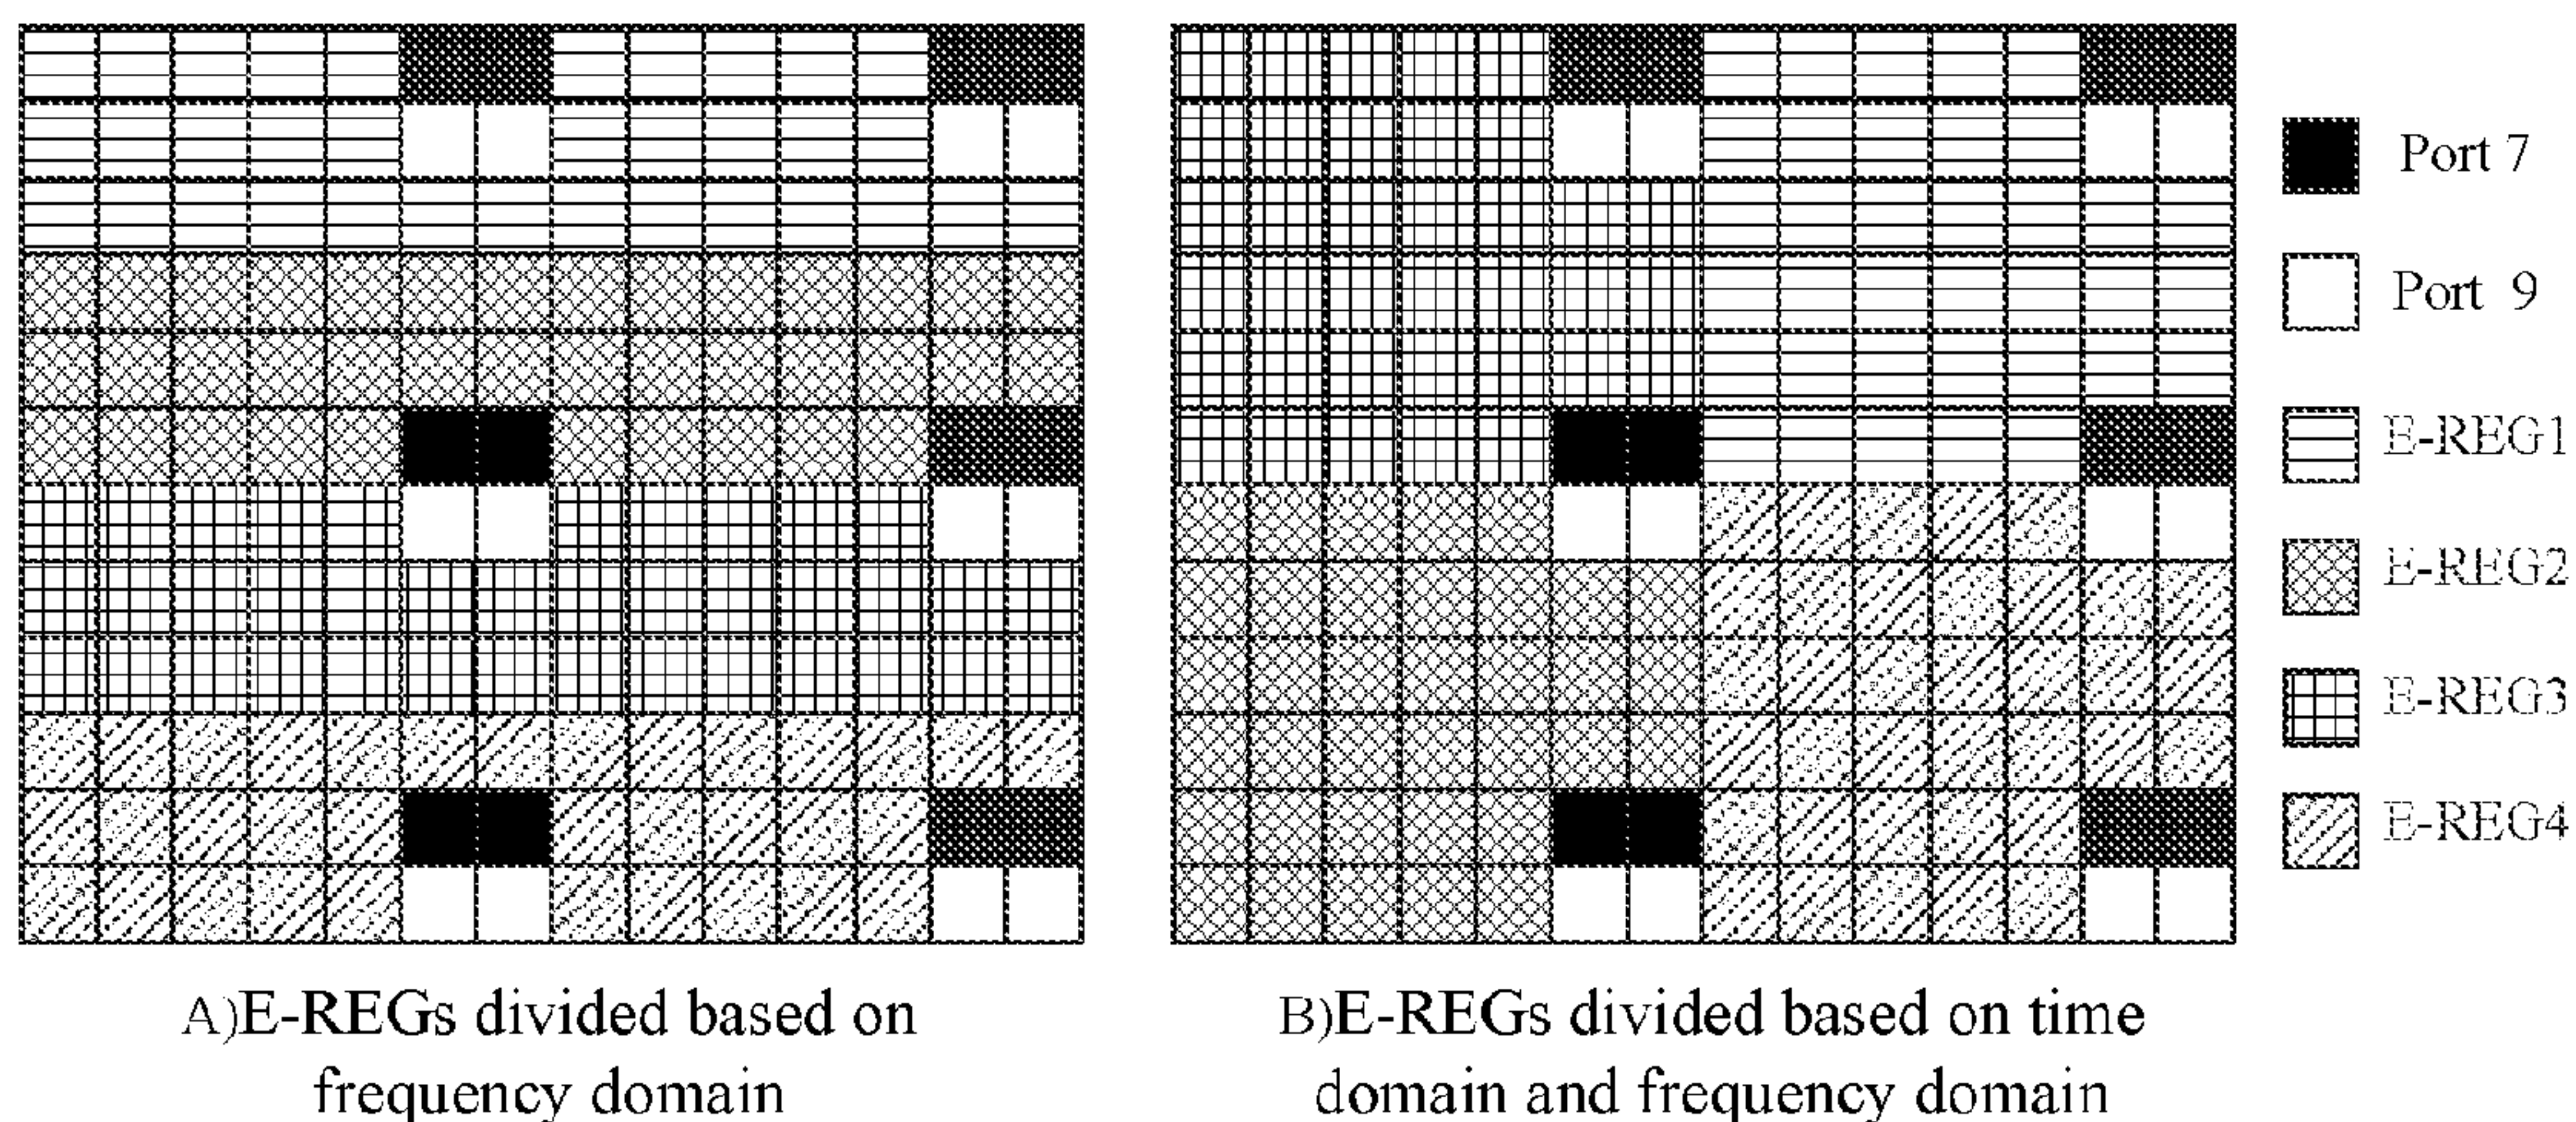 Port 7
Port 9
E-REG1
E-REG2
E-REG3
E-REG4
A)E-REGs divided based on
frequency domain
B)E-REGs divided based on time
domain and frequency domain